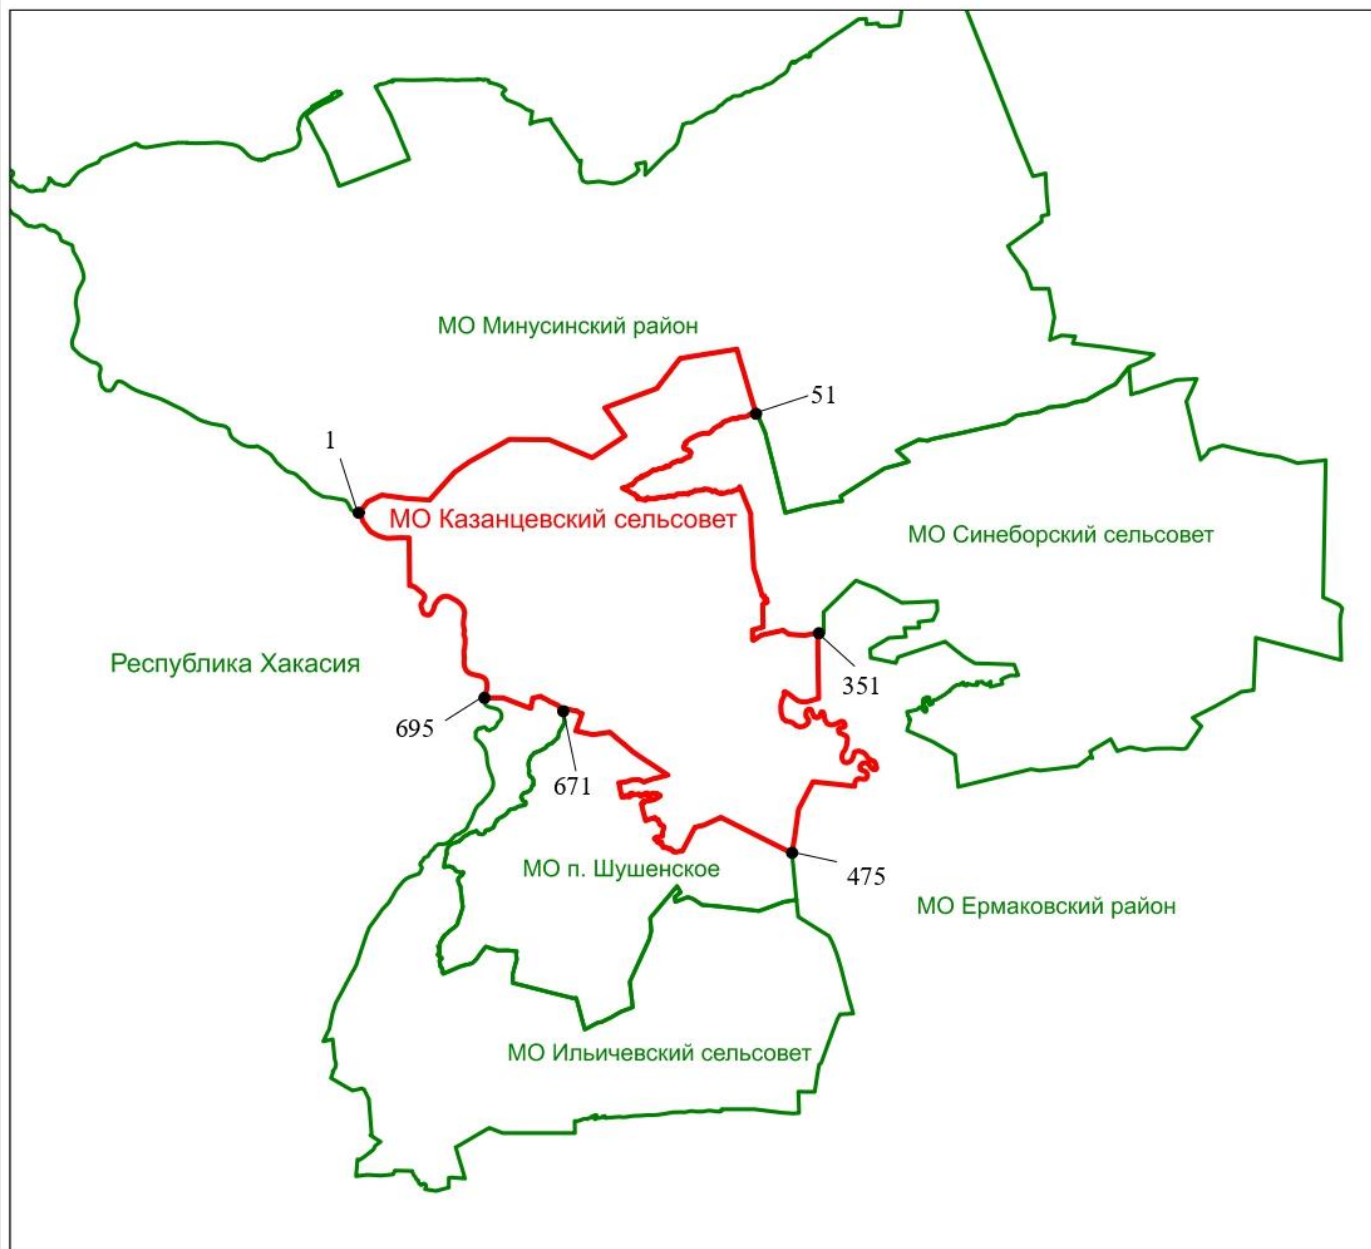 МО Минусинский район
51
1
МО Казанцевский сельсовет
МО Синеборский сельсовет
Республика Хакасия
351
695
671
МО п. Шушенское
475
МО Ермаковский район
МО Ильичевский сельсовет